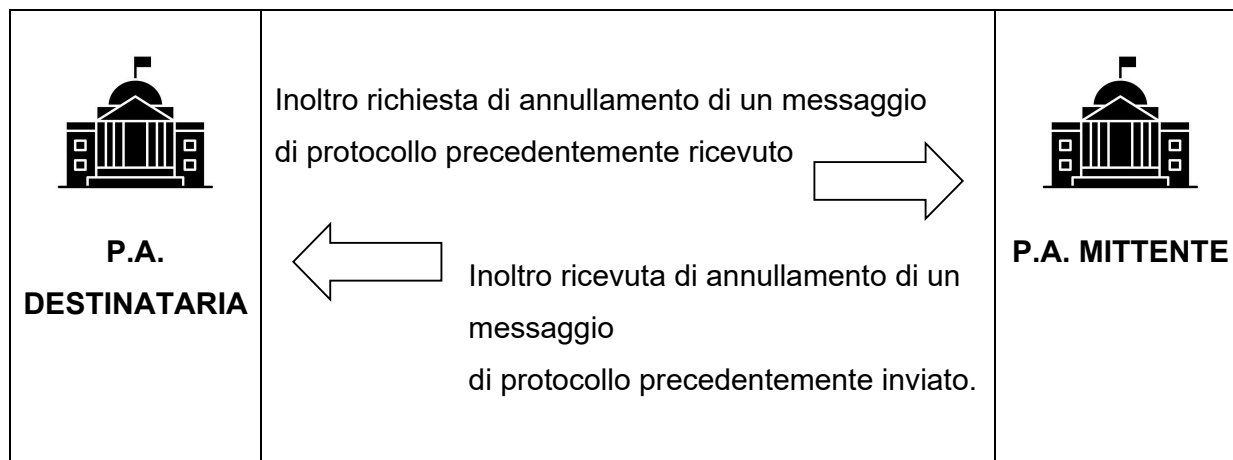 Inoltro richiesta di annullamento di un messaggio
di protocollo precedentemente ricevuto
P.A.
DESTINATARIA
P.A. MITTENTE
Inoltro ricevuta di annullamento di un
messaggio
di protocollo precedentemente inviato.